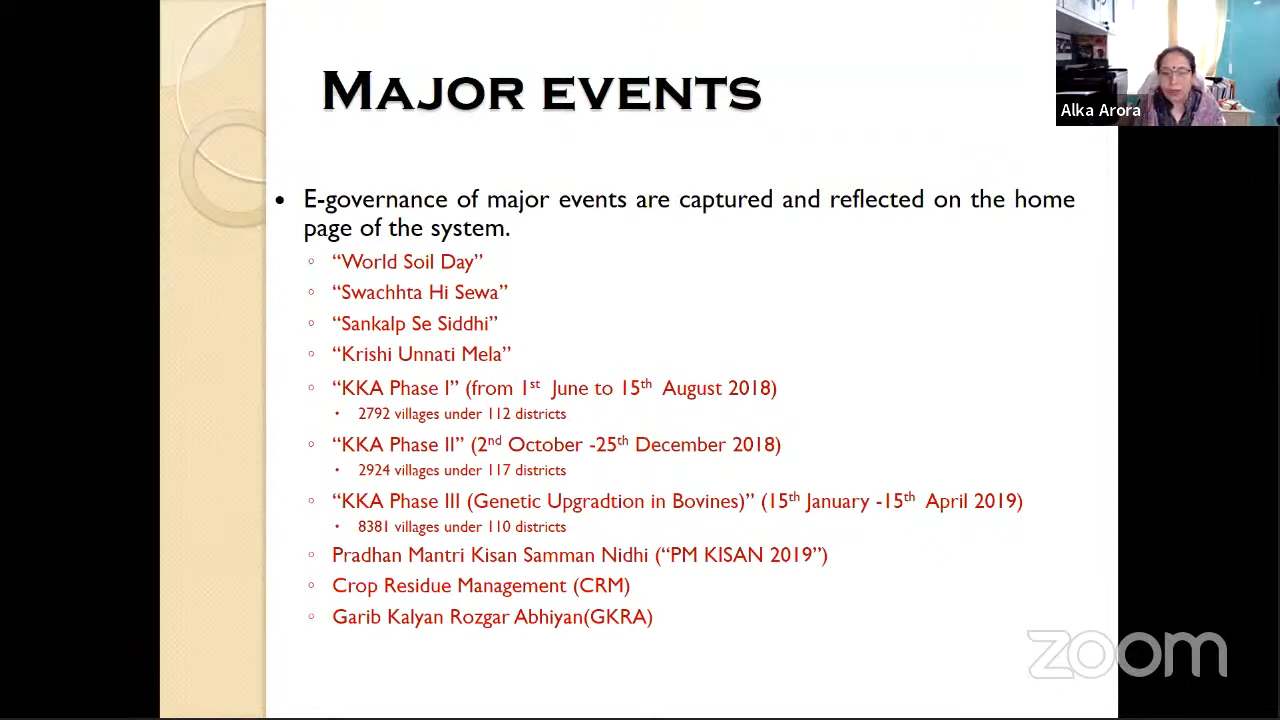 MAJOR EVENTS
Alka Arora
• E-governance of major events are captured and reflected on the home
page of the system.
◦ “World Soil Day”
◦ “Swachhta Hi Sewa”
◦ “Sankalp Se Siddhi”
◦ “Krishi Unnati Mela”
◦ “KKA Phase I” (from 1st June to 15th August 2018)
• 2792 villages under 112 districts
◦ “KKA Phase II” (2nd October -25th December 2018)
• 2924 villages under 117 districts
◦ “KKA Phase III (Genetic Upgradtion in Bovines)” (15th January -15th April 2019)
• 8381 villages under 110 districts
◦ Pradhan Mantri Kisan Samman Nidhi (“PM KISAN 2019”)
◦ Crop Residue Management (CRM)
◦ Garib Kalyan Rozgar Abhiyan(GKRA)
zoom